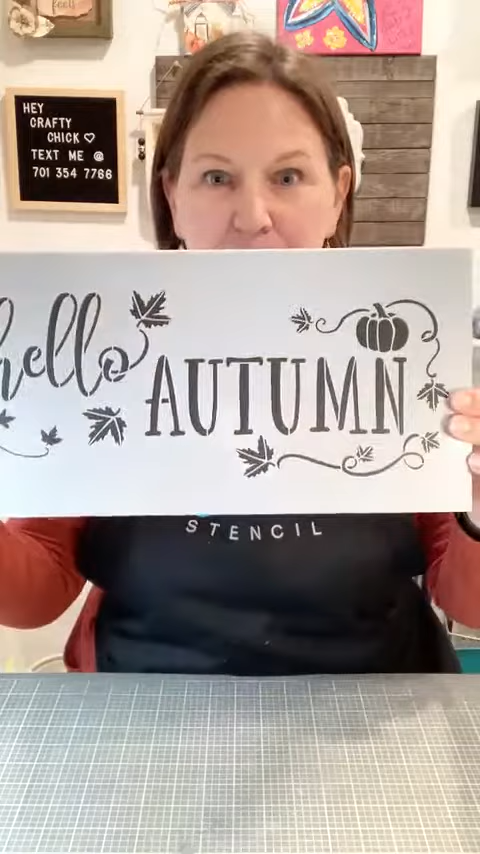 HEY
CRAFTY
CHICK ♡
TEXT ME @
701 354 7766
hello
AUTUMN
STENCIL